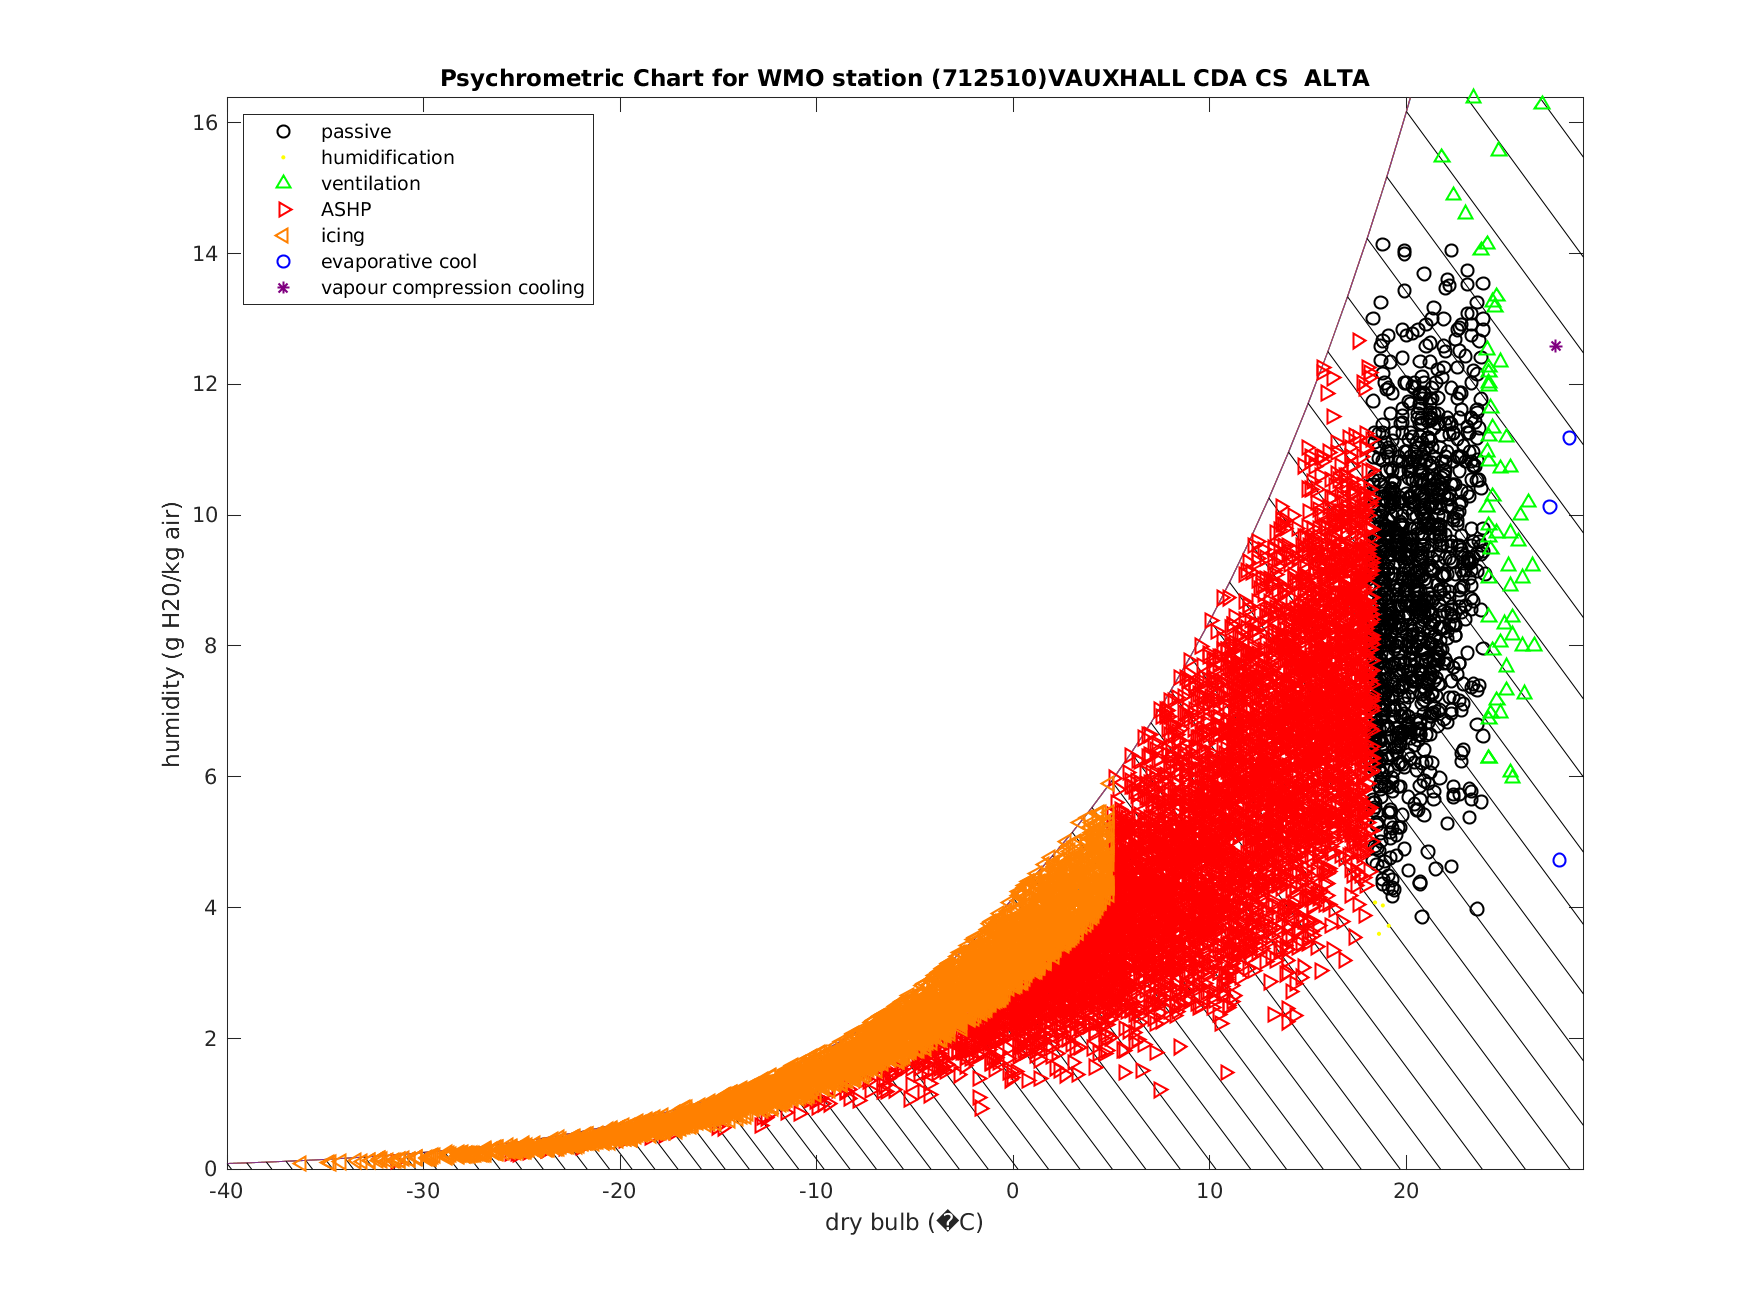 Psychrometric Chart for WMO station (712510)VAUXHALL CDA CS  ALTA
passive
humidification
ventilation
ASHP
icing
evaporative cool
vapour compression cooling
humidity (g H20/kg air)
16
14
12
10
8
6
4
2
0
-40 -30 -20 -10 0 10 20
dry bulb (�C)